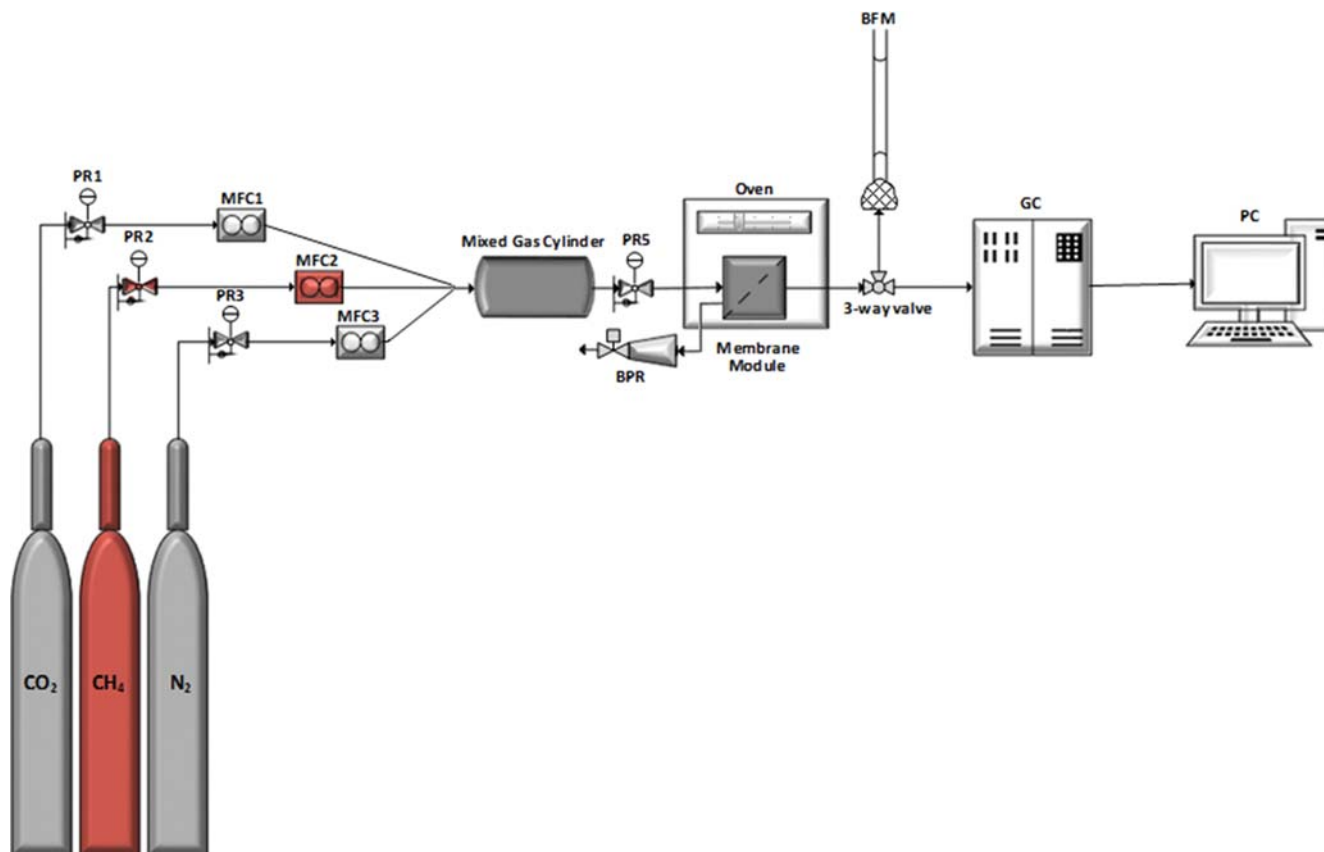 BFM
PR1
MFC1
Oven
GC
PC
PR2
MFC2
Mixed Gas Cylinder
PR5
PR3
MFC3
3-way valve
Membrane
Module
BPR
CO₂
CH₄
N₂